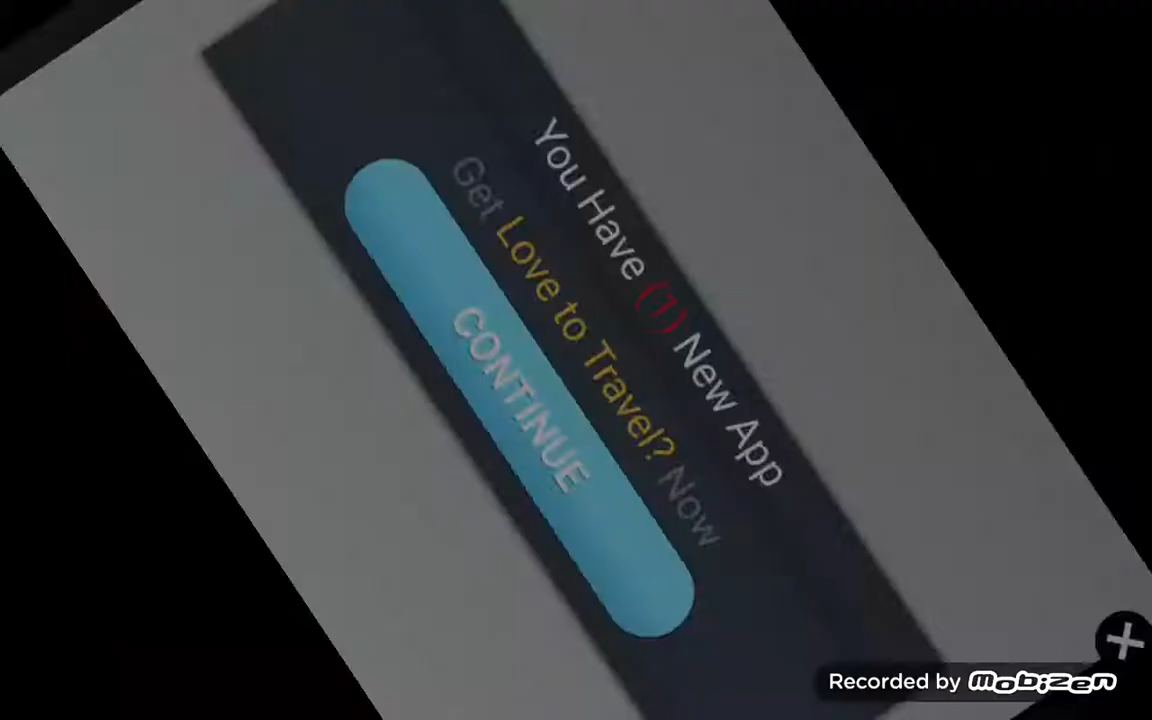 You Have (1) New App
Get Love to Travel? Now
CONTINUE
Recorded by mobizen